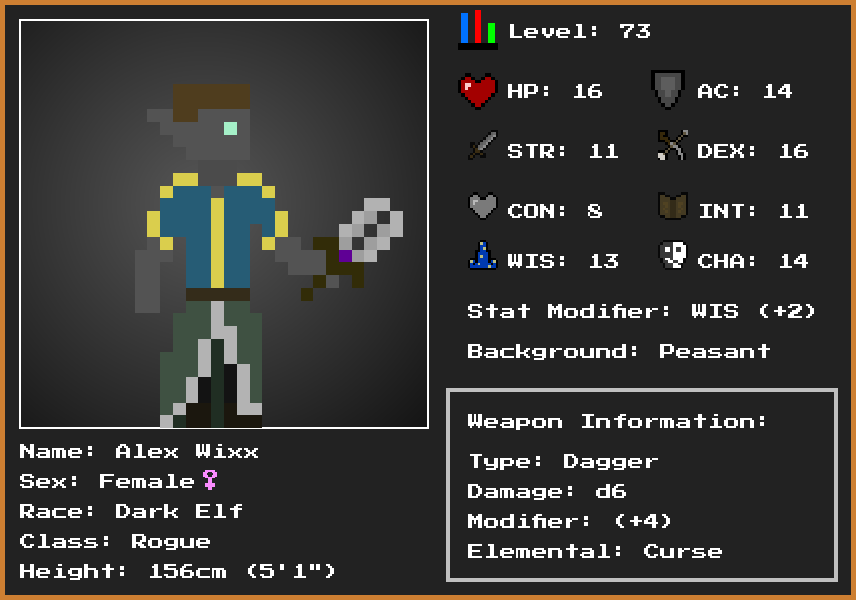 Level: 73
HP: 16 AC: 14
STR: 11 DEX: 16
CON: 8 INT: 11
WIS: 13 CHA: 14
Stat Modifier: WIS (+2)
Background: Peasant
Weapon Information:
Type: Dagger
Damage: d6
Modifier: (+4)
Elemental: Curse
Name: Alex Wixx
Sex: Female♀
Race: Dark Elf
Class: Rogue
Height: 156cm (5'1")